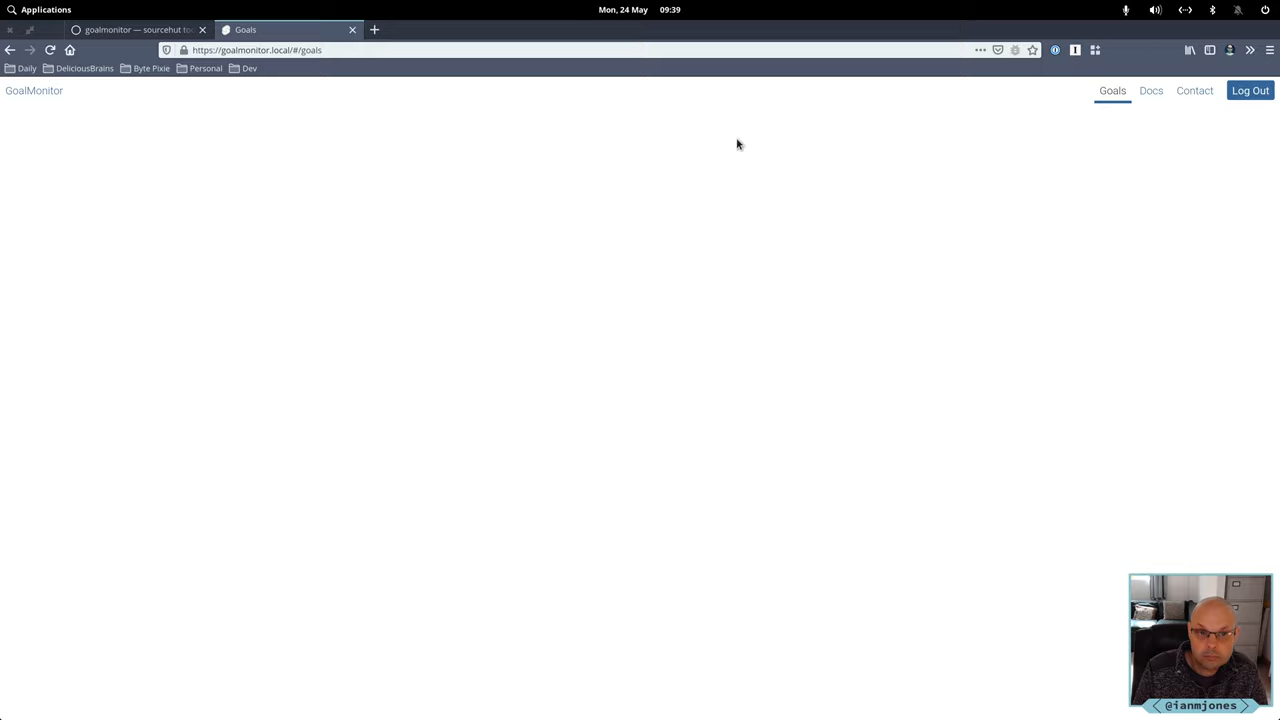 Applications
Mon, 24 May 09:39
goalmonitor — sourcehut to
Goals
https://goalmonitor.local/#/goals
Daily
DeliciousBrains
Byte Pixie
Personal
Dev
GoalMonitor
Goals
Docs
Contact
Log Out
@ianmjones